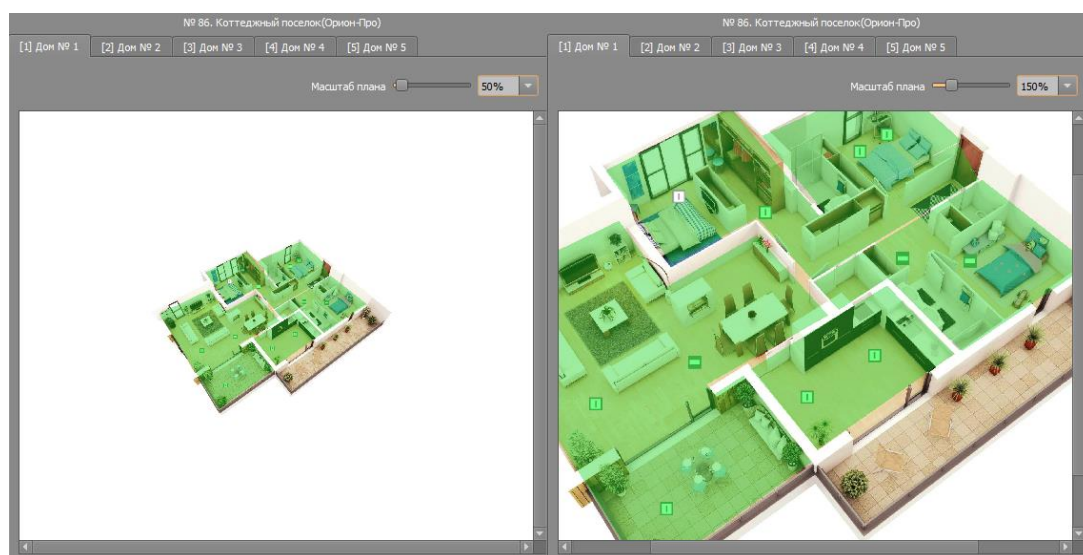 № 86. Коттеджный поселок(Орион-Про)
[1] Дом № 1 [2] Дом № 2 [3] Дом № 3 [4] Дом № 4 [5] Дом № 5
Масштаб плана 50%
№ 86. Коттеджный поселок(Орион-Про)
[1] Дом № 1 [2] Дом № 2 [3] Дом № 3 [4] Дом № 4 [5] Дом № 5
Масштаб плана 150%